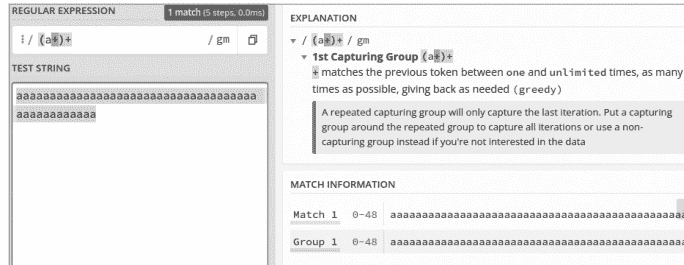 REGULAR EXPRESSION
1 match (5 steps, 0.0ms)
/ (a+)+ / gm
TEST STRING
aaaaaaaaaaaaaaaaaaaaaaaaaaaaaaaaaaaa
aaaaaaaaaaaa
EXPLANATION
/ (a+)+ / gm
1st Capturing Group (a+)+
+ matches the previous token between one and unlimited times, as many
times as possible, giving back as needed (greedy)
A repeated capturing group will only capture the last iteration. Put a capturing
group around the repeated group to capture all iterations or use a non-
capturing group instead if you're not interested in the data
MATCH INFORMATION
Match 1 0-48 aaaaaaaaaaaaaaaaaaaaaaaaaaaaaaaaaaaaaaaaaaaaaaa
Group 1 0-48 aaaaaaaaaaaaaaaaaaaaaaaaaaaaaaaaaaaaaaaaaaaaaaa